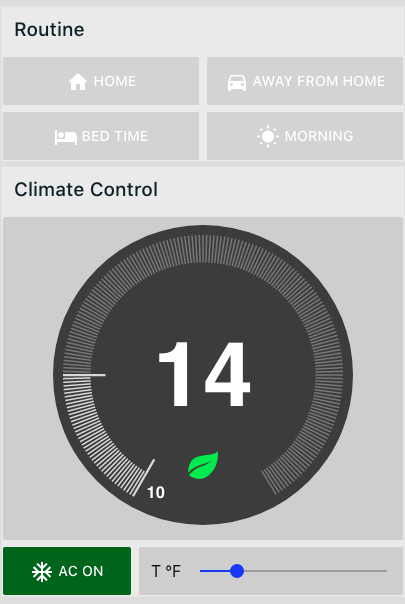 Routine
HOME
AWAY FROM HOME
BED TIME
MORNING
Climate Control
14
10
AC ON
T °F